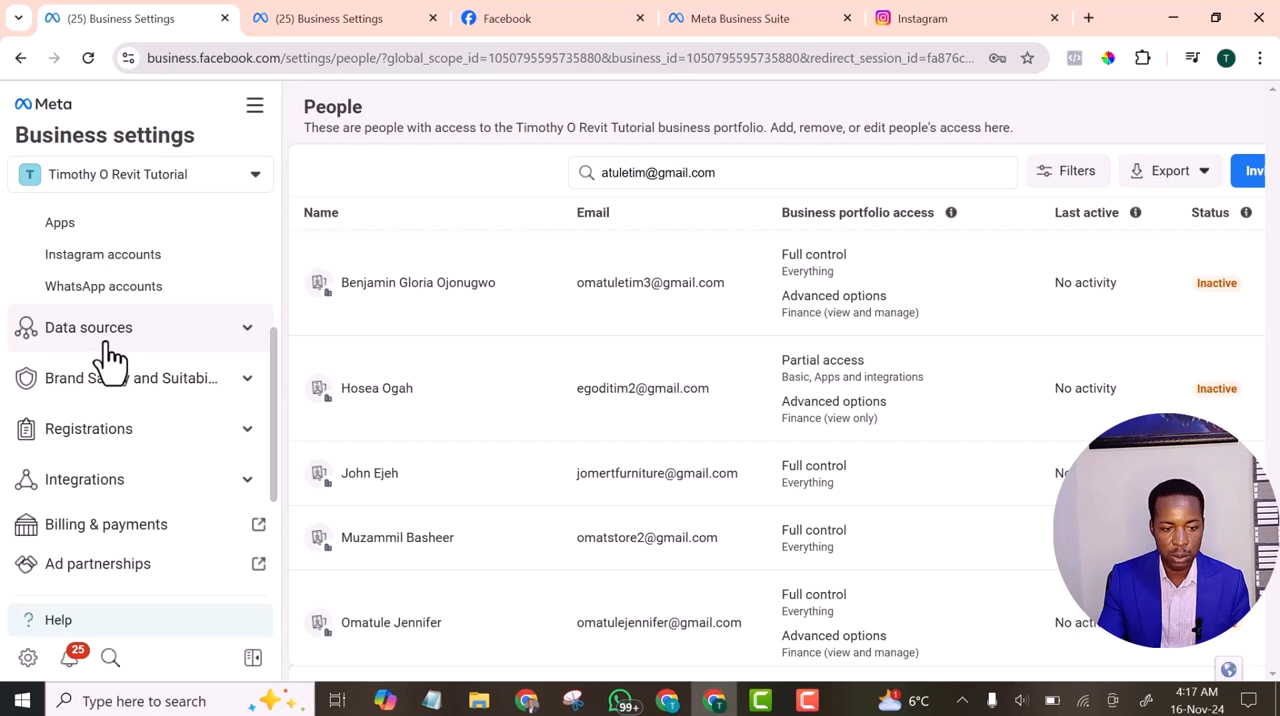 (25) Business Settings
(25) Business Settings
Facebook
Meta Business Suite
Instagram
business.facebook.com/settings/people/?global_scope_id=1050795595735880&business_id=1050795595735880&redirect_session_id=fa876c...
T
Meta
Business settings
T Timothy O Revit Tutorial
Apps
Instagram accounts
WhatsApp accounts
Data sources
Brand Sa and Suitabi...
Registrations
Integrations
Billing & payments
Ad partnerships
? Help
25
People
These are people with access to the Timothy O Revit Tutorial business portfolio. Add, remove, or edit people's access here.
atuletim@gmail.com
Filters
Export
Invi
Name Email Business portfolio access Last active Status
Benjamin Gloria Ojonugwo omatuletim3@gmail.com Full control No activity Inactive
Everything
Advanced options
Finance (view and manage)
Hosea Ogah egoditim2@gmail.com Partial access No activity Inactive
Basic, Apps and integrations
Advanced options
Finance (view only)
John Ejeh jomertfurniture@gmail.com Full control
Everything
Muzammil Basheer omatstore2@gmail.com Full control
Everything
Omatule Jennifer omatulejennifer@gmail.com Full control No acti
Everything
Advanced options
Finance (view and manage)
Type here to search
99+
T
6°C
4:17 AM
16-Nov-24